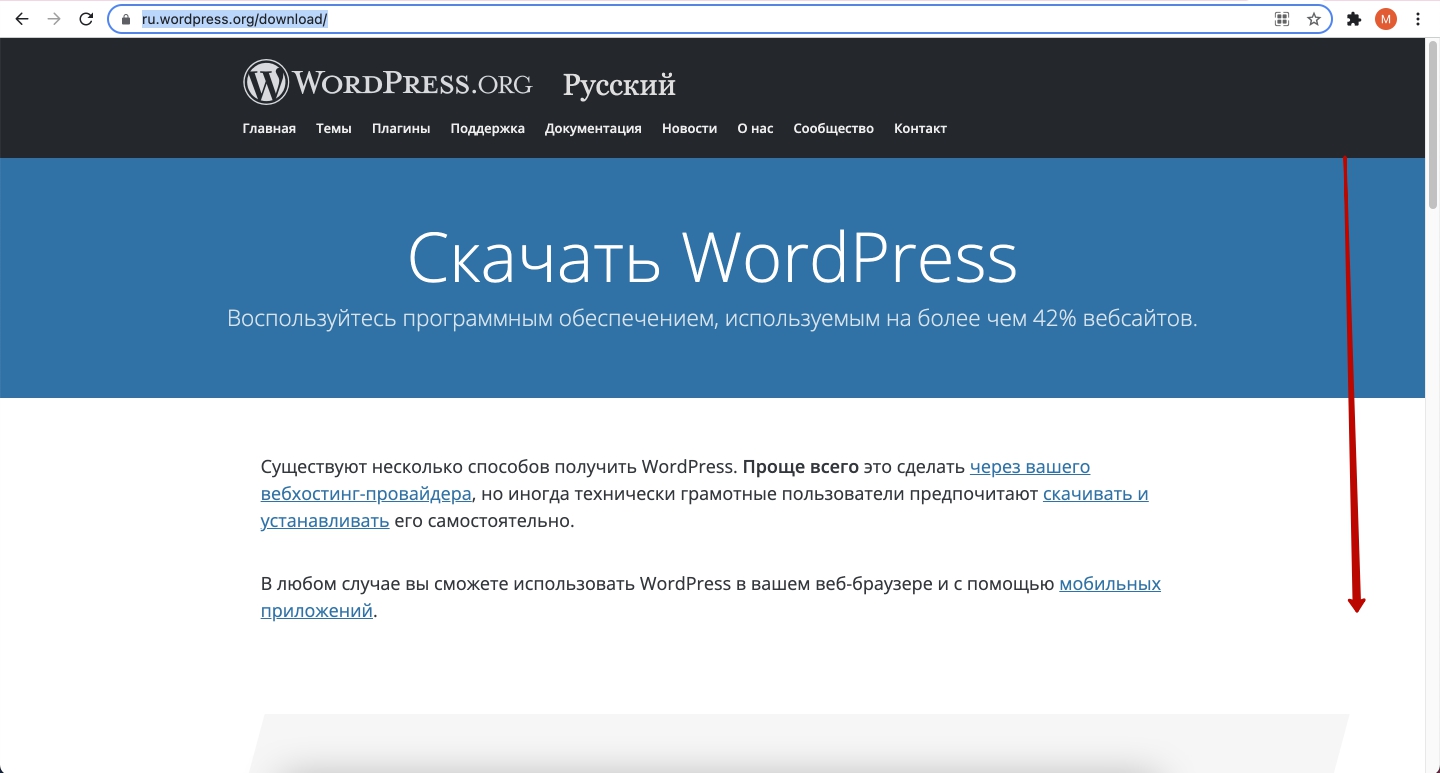 ru.wordpress.org/download/
M
WORDPRESS.ORG Русский
Главная Темы Плагины Поддержка Документация Новости О нас Сообщество Контакт
Скачать WordPress
Воспользуйтесь программным обеспечением, используемым на более чем 42% вебсайтов.
Существуют несколько способов получить WordPress. Проще всего это сделать через вашего
вебхостинг-провайдера, но иногда технически грамотные пользователи предпочитают скачивать и
устанавливать его самостоятельно.
В любом случае вы сможете использовать WordPress в вашем веб-браузере и с помощью мобильных
приложений.